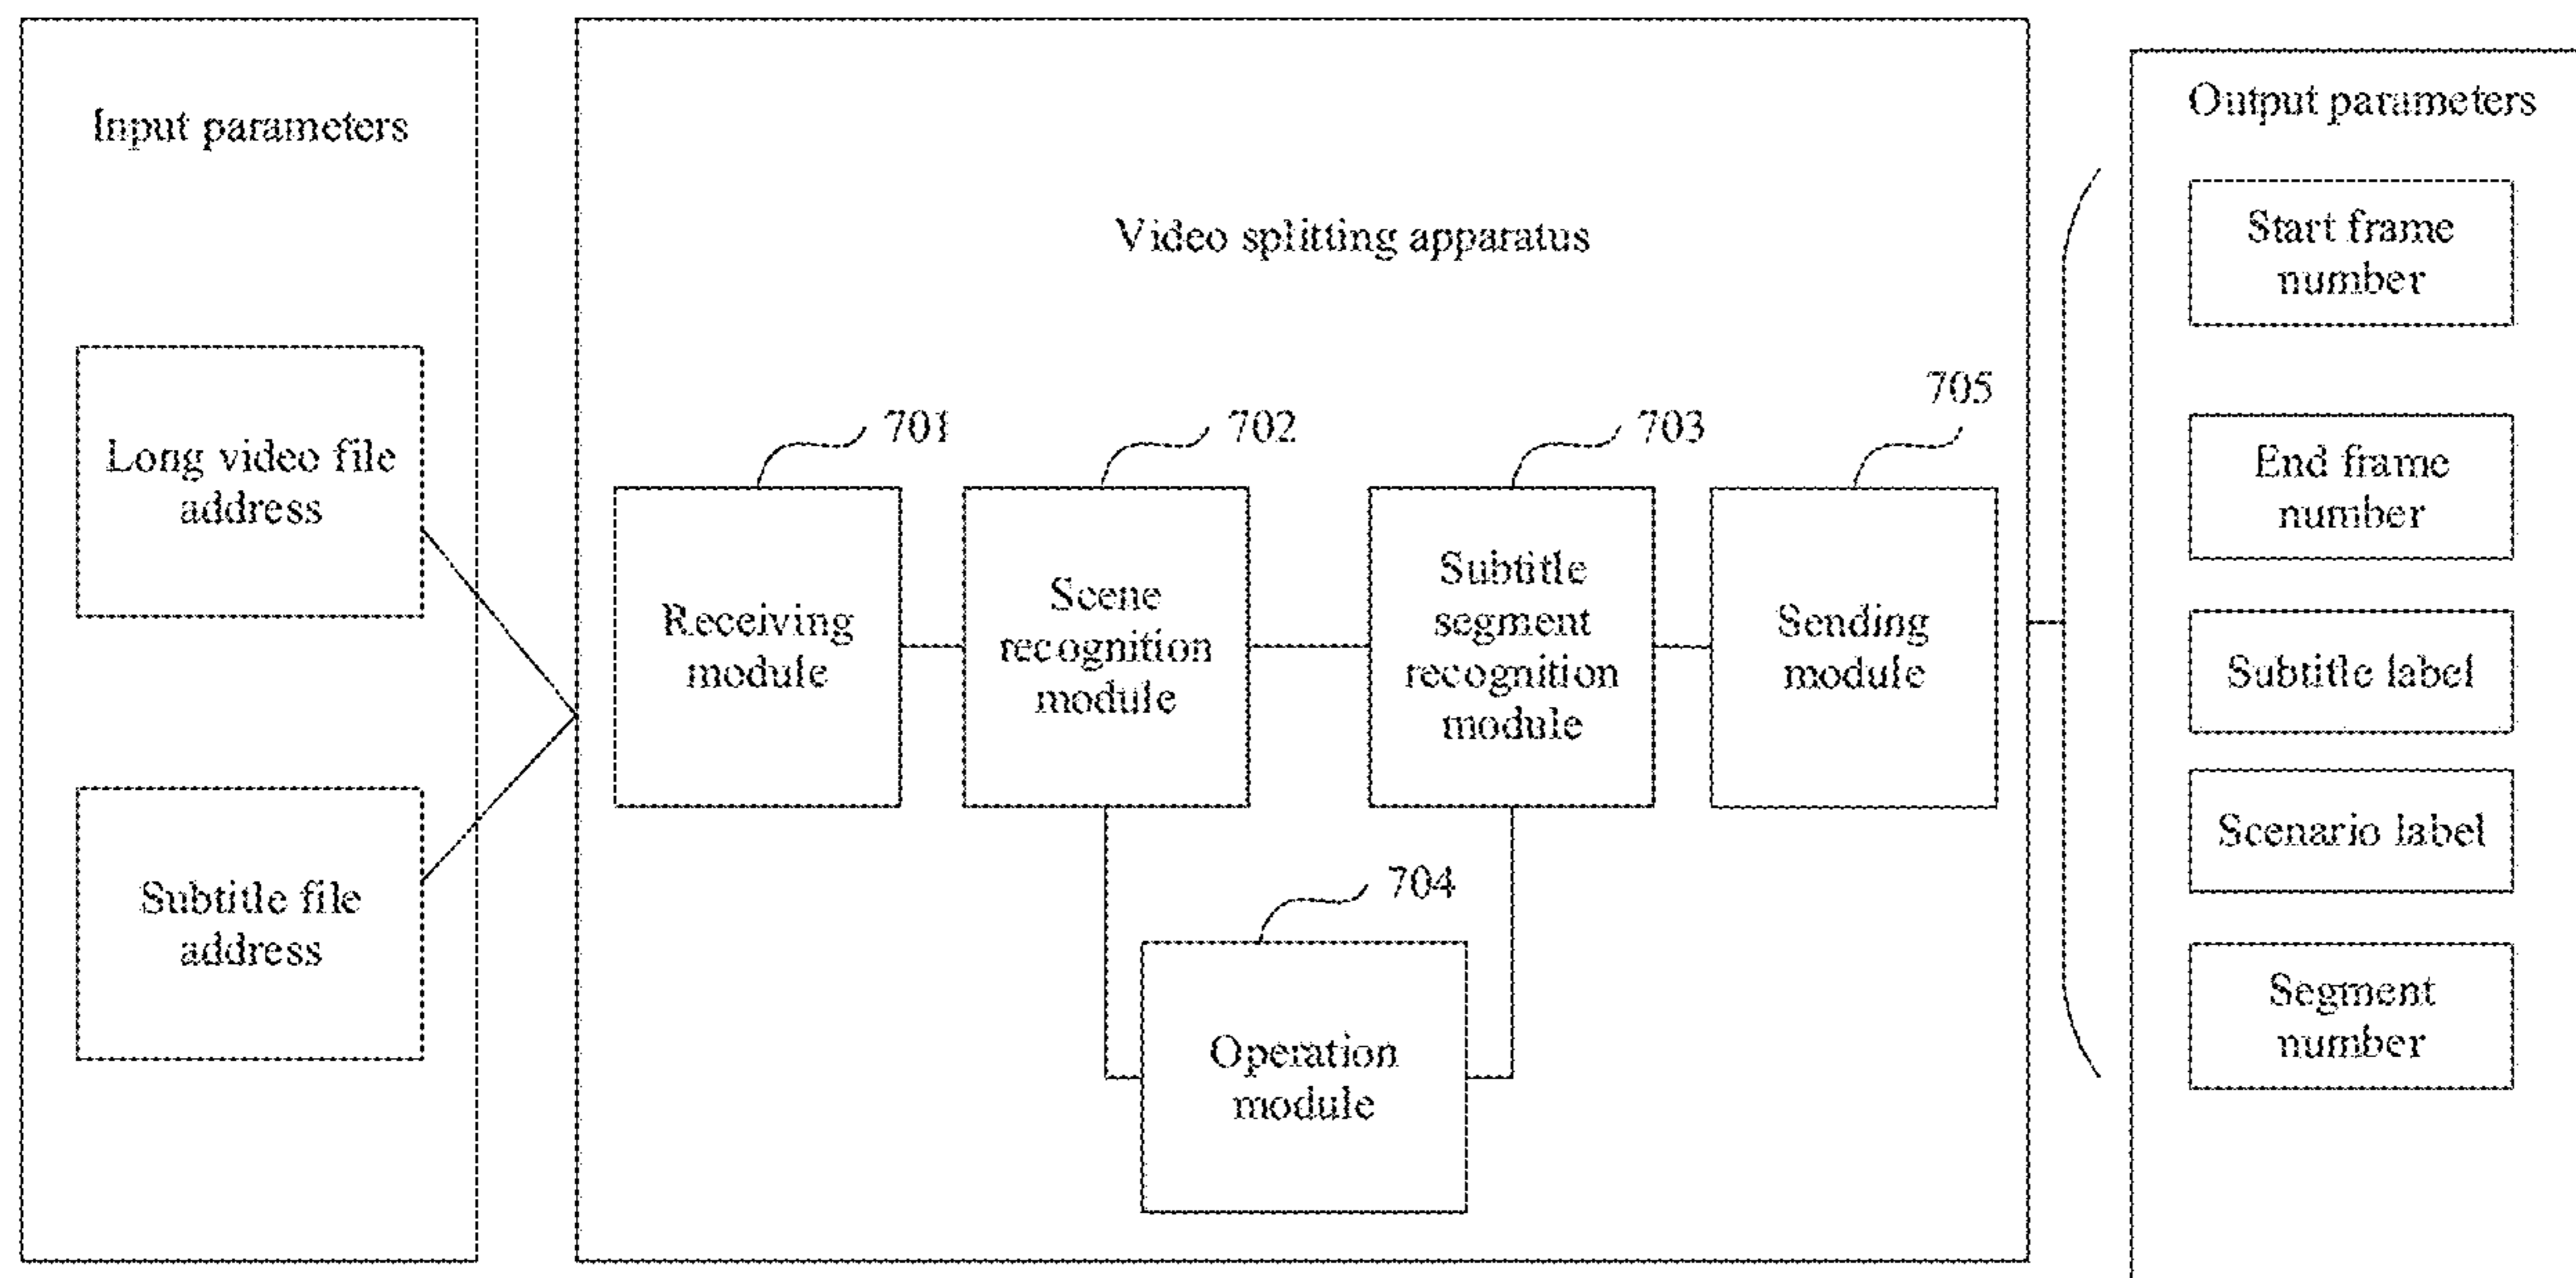 Input parameters
Long video file
address
Subtitle file
address
Video splitting apparatus
701
Receiving
module
702
Scene
recognition
module
703
Subtitle
segment
recognition
module
705
Sending
module
704
Operation
module
Output parameters
Start frame
number
End frame
number
Subtitle label
Scenario label
Segment
number